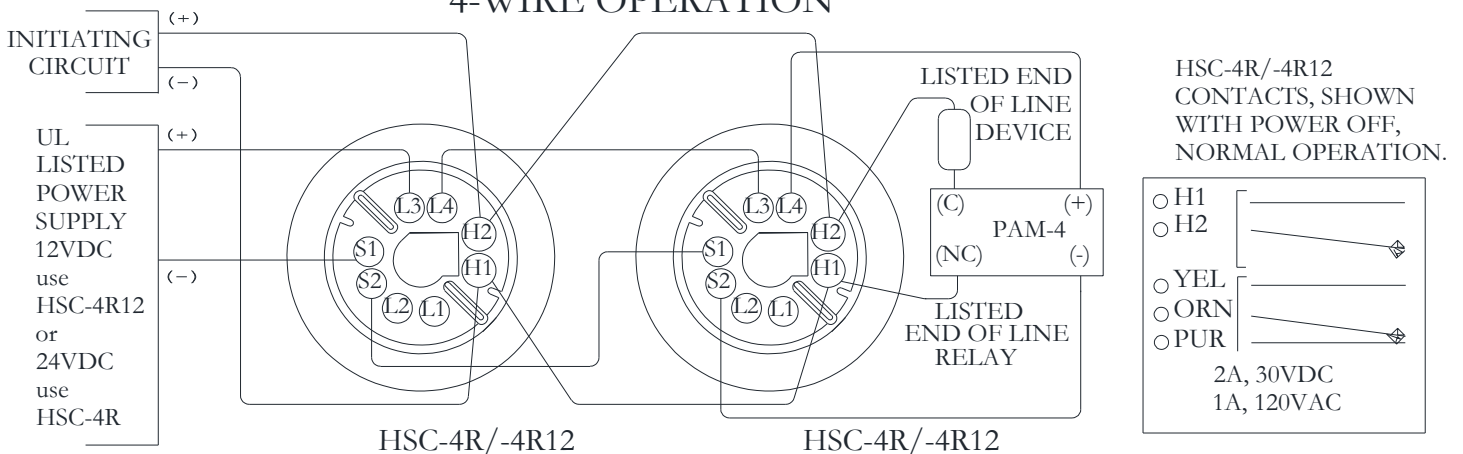 4-WIRE OPERATION
INITIATING
CIRCUIT
(+)
(−)
UL
LISTED
POWER
SUPPLY
12VDC
use
HSC-4R12
or
24VDC
use
HSC-4R
(+)
(−)
L3
L4
H2
H1
S1
S2
L2
L1
HSC-4R/-4R12
L3
L4
H2
H1
S1
S2
L2
L1
HSC-4R/-4R12
LISTED END
OF LINE
DEVICE
(C)
(+)
PAM-4
(NC)
(-)
LISTED
END OF LINE
RELAY
HSC-4R/-4R12
CONTACTS, SHOWN
WITH POWER OFF,
NORMAL OPERATION.
H1
H2
YEL
ORN
PUR
2A, 30VDC
1A, 120VAC